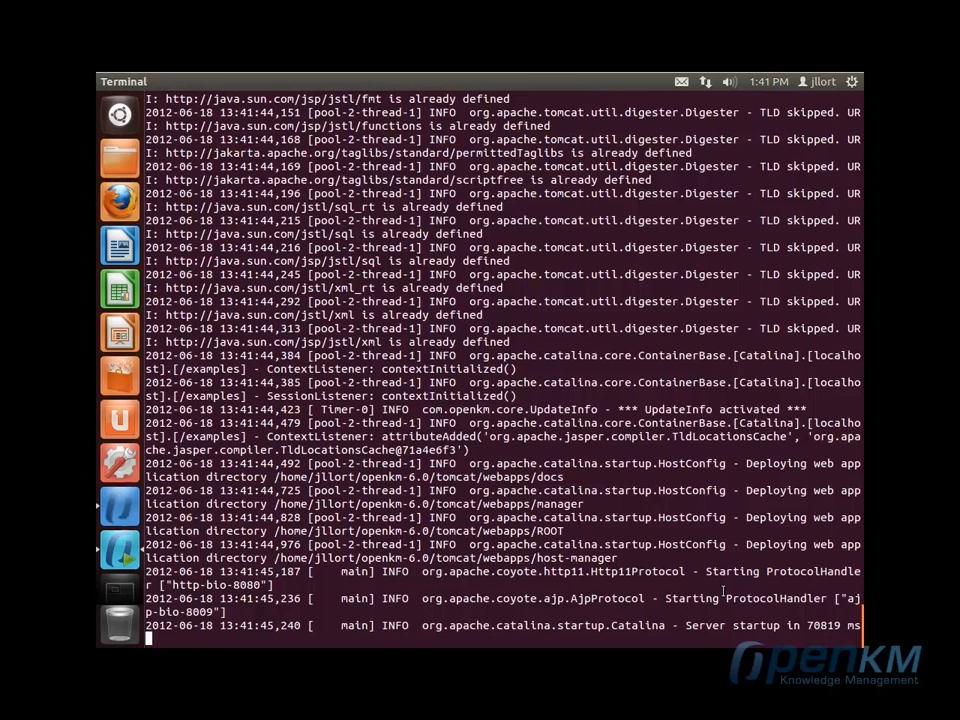 Terminal
1:41 PM
jllort
I: http://java.sun.com/jsp/jstl/fmt is already defined
2012-06-18 13:41:44,151 [pool-2-thread-1] INFO  org.apache.tomcat.util.digester.Digester - TLD skipped. UR
I: http://java.sun.com/jsp/jstl/functions is already defined
2012-06-18 13:41:44,168 [pool-2-thread-1] INFO  org.apache.tomcat.util.digester.Digester - TLD skipped. UR
I: http://jakarta.apache.org/taglibs/standard/permittedTaglibs is already defined
2012-06-18 13:41:44,169 [pool-2-thread-1] INFO  org.apache.tomcat.util.digester.Digester - TLD skipped. UR
I: http://jakarta.apache.org/taglibs/standard/scriptfree is already defined
2012-06-18 13:41:44,196 [pool-2-thread-1] INFO  org.apache.tomcat.util.digester.Digester - TLD skipped. UR
I: http://java.sun.com/jstl/sql_rt is already defined
2012-06-18 13:41:44,215 [pool-2-thread-1] INFO  org.apache.tomcat.util.digester.Digester - TLD skipped. UR
I: http://java.sun.com/jstl/sql is already defined
2012-06-18 13:41:44,216 [pool-2-thread-1] INFO  org.apache.tomcat.util.digester.Digester - TLD skipped. UR
I: http://java.sun.com/jsp/jstl/sql is already defined
2012-06-18 13:41:44,245 [pool-2-thread-1] INFO  org.apache.tomcat.util.digester.Digester - TLD skipped. UR
I: http://java.sun.com/jstl/xml_rt is already defined
2012-06-18 13:41:44,292 [pool-2-thread-1] INFO  org.apache.tomcat.util.digester.Digester - TLD skipped. UR
I: http://java.sun.com/jstl/xml is already defined
2012-06-18 13:41:44,313 [pool-2-thread-1] INFO  org.apache.tomcat.util.digester.Digester - TLD skipped. UR
I: http://java.sun.com/jsp/jstl/xml is already defined
2012-06-18 13:41:44,384 [pool-2-thread-1] INFO  org.apache.catalina.core.ContainerBase.[Catalina].[localho
st].[/examples] - ContextListener: contextInitialized()
2012-06-18 13:41:44,385 [pool-2-thread-1] INFO  org.apache.catalina.core.ContainerBase.[Catalina].[localho
st].[/examples] - SessionListener: contextInitialized()
2012-06-18 13:41:44,423 [ Timer-0] INFO  com.openkm.core.UpdateInfo - *** UpdateInfo activated ***
2012-06-18 13:41:44,479 [pool-2-thread-1] INFO  org.apache.catalina.core.ContainerBase.[Catalina].[localho
st].[/examples] - ContextListener: attributeAdded('org.apache.jasper.compiler.TldLocationsCache', 'org.apa
che.jasper.compiler.TldLocationsCache@71a4e6f3')
2012-06-18 13:41:44,492 [pool-2-thread-1] INFO  org.apache.catalina.startup.HostConfig - Deploying web app
lication directory /home/jllort/openkm-6.0/tomcat/webapps/docs
2012-06-18 13:41:44,725 [pool-2-thread-1] INFO  org.apache.catalina.startup.HostConfig - Deploying web app
lication directory /home/jllort/openkm-6.0/tomcat/webapps/manager
2012-06-18 13:41:44,828 [pool-2-thread-1] INFO  org.apache.catalina.startup.HostConfig - Deploying web app
lication directory /home/jllort/openkm-6.0/tomcat/webapps/ROOT
2012-06-18 13:41:44,976 [pool-2-thread-1] INFO  org.apache.catalina.startup.HostConfig - Deploying web app
lication directory /home/jllort/openkm-6.0/tomcat/webapps/host-manager
2012-06-18 13:41:45,187 [    main] INFO  org.apache.coyote.http11.Http11Protocol - Starting ProtocolHandle
r ["http-bio-8080"]
2012-06-18 13:41:45,236 [    main] INFO  org.apache.coyote.ajp.AjpProtocol - Starting ProtocolHandler ["aj
p-bio-8009"]
2012-06-18 13:41:45,240 [    main] INFO  org.apache.catalina.startup.Catalina - Server startup in 70819 ms
OpenKM
Knowledge Management